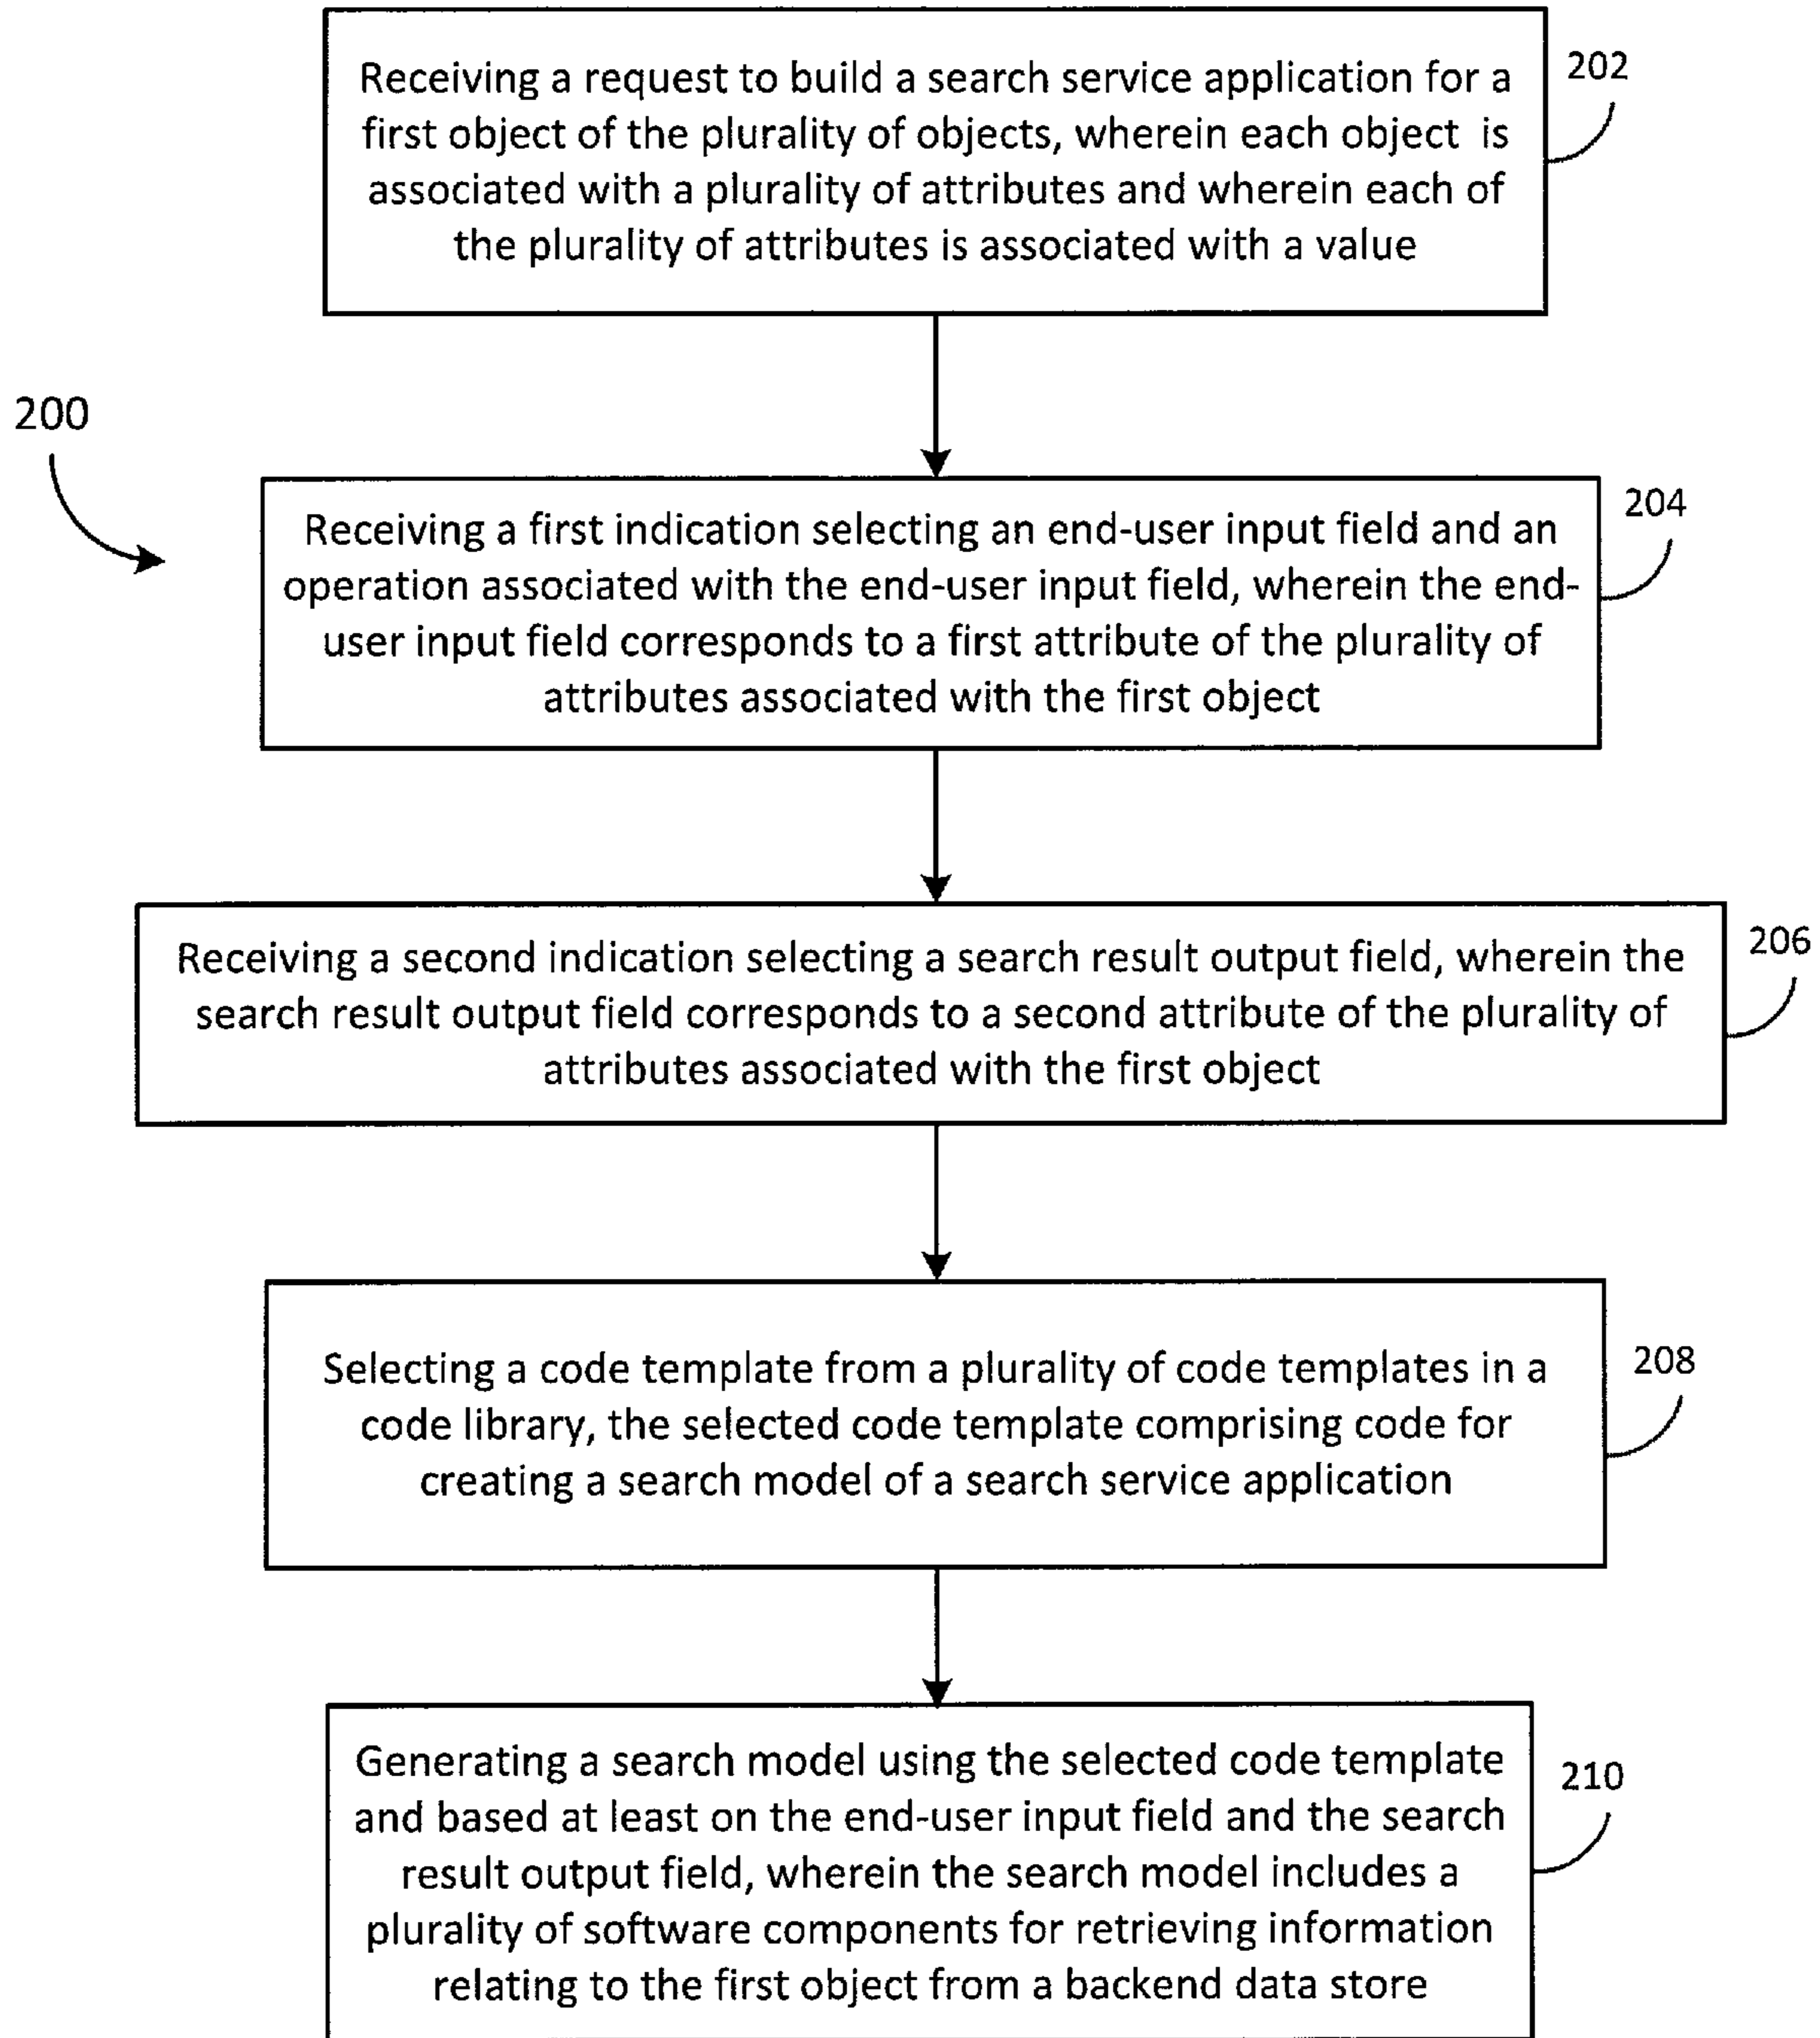 Receiving a request to build a search service application for a
first object of the plurality of objects, wherein each object is
associated with a plurality of attributes and wherein each of
the plurality of attributes is associated with a value
202
200
Receiving a first indication selecting an end-user input field and an
operation associated with the end-user input field, wherein the end-
user input field corresponds to a first attribute of the plurality of
attributes associated with the first object
204
Receiving a second indication selecting a search result output field, wherein the
search result output field corresponds to a second attribute of the plurality of
attributes associated with the first object
206
Selecting a code template from a plurality of code templates in a
code library, the selected code template comprising code for
creating a search model of a search service application
208
Generating a search model using the selected code template
and based at least on the end-user input field and the search
result output field, wherein the search model includes a
plurality of software components for retrieving information
relating to the first object from a backend data store
210